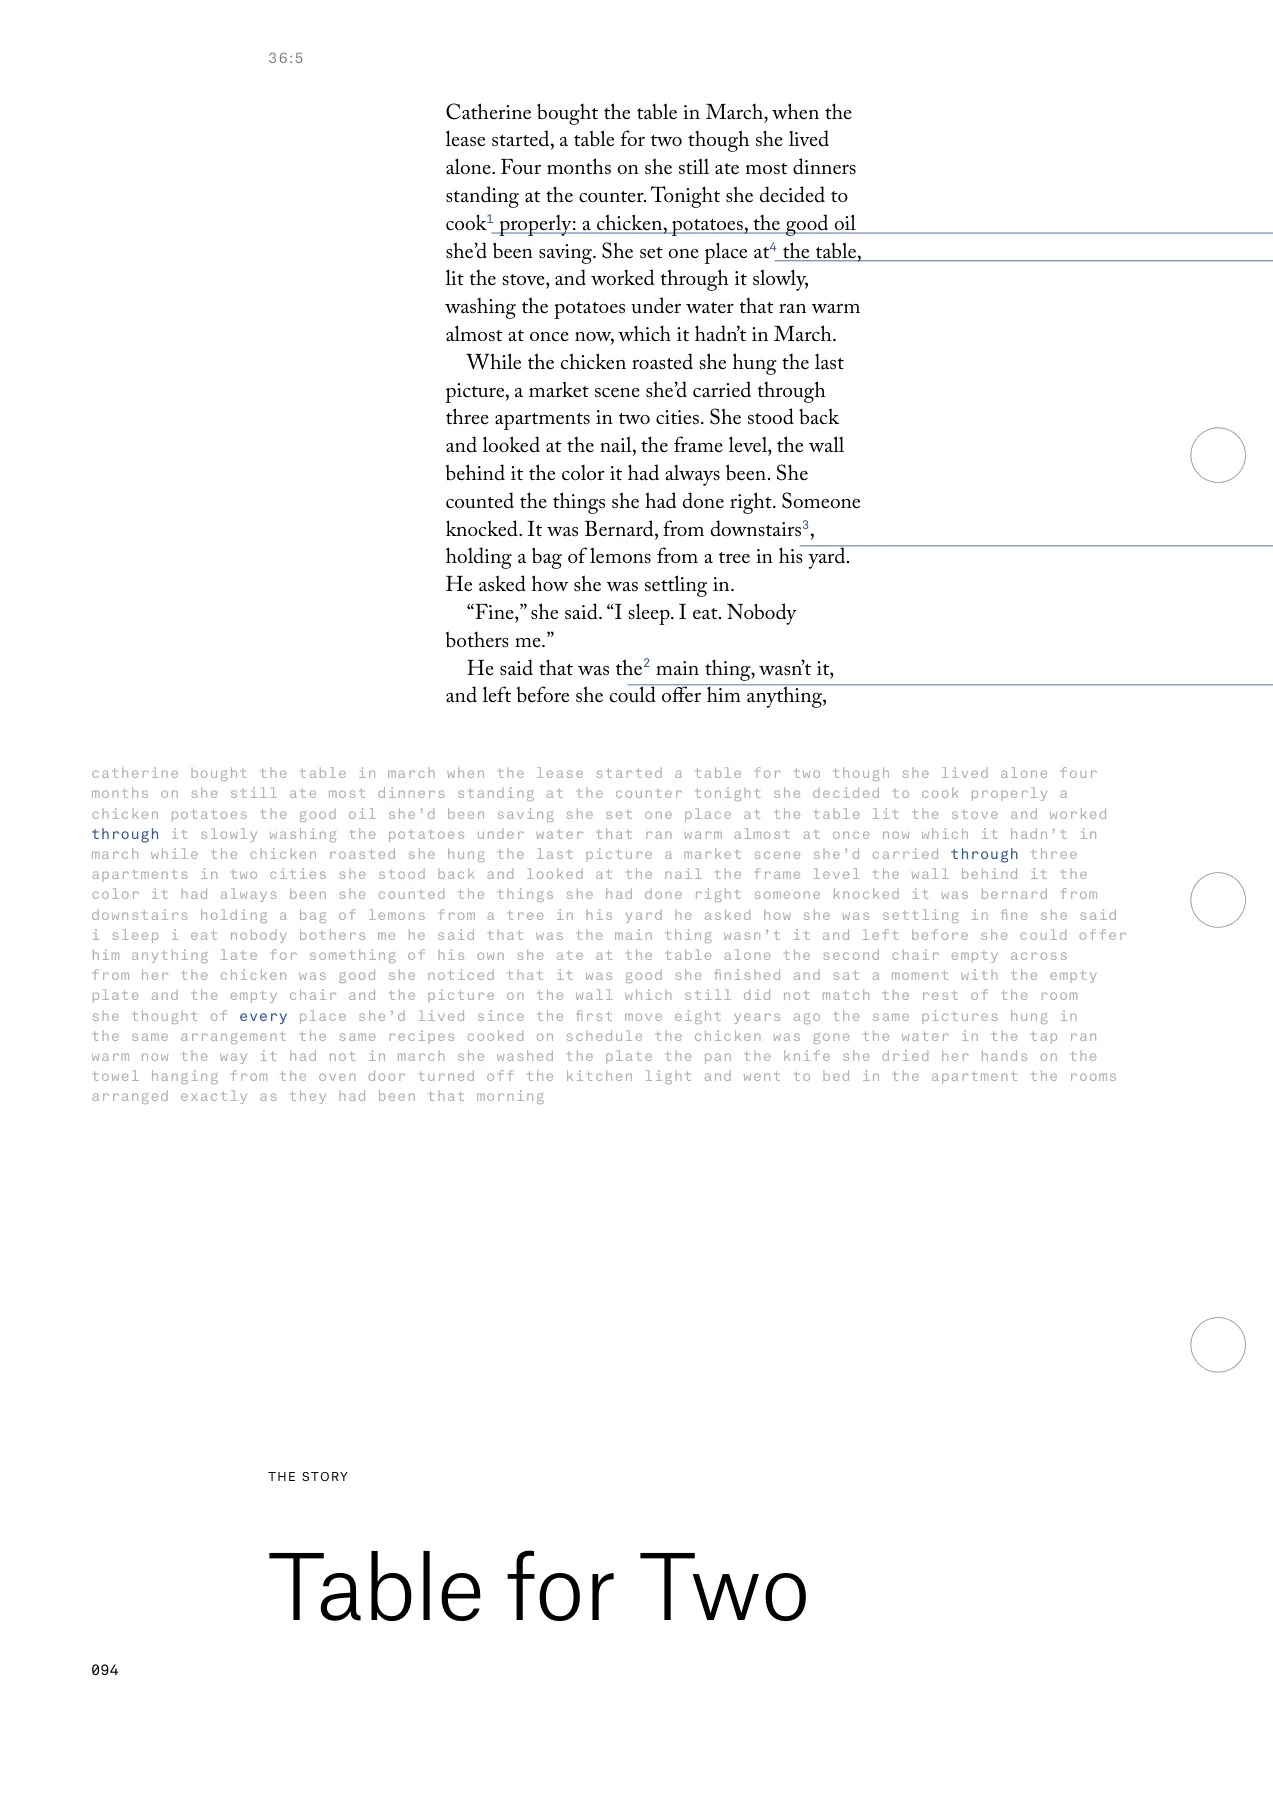 36:5
Catherine bought the table in March, when the
lease started, a table for two though she lived
alone. Four months on she still ate most dinners
standing at the counter. Tonight she decided to
cook¹ properly: a chicken, potatoes, the good oil
she’d been saving. She set one place at⁴ the table,
lit the stove, and worked through it slowly,
washing the potatoes under water that ran warm
almost at once now, which it hadn’t in March.
While the chicken roasted she hung the last
picture, a market scene she’d carried through
three apartments in two cities. She stood back
and looked at the nail, the frame level, the wall
behind it the color it had always been. She
counted the things she had done right. Someone
knocked. It was Bernard, from downstairs³,
holding a bag of lemons from a tree in his yard.
He asked how she was settling in.
“Fine,” she said. “I sleep. I eat. Nobody
bothers me.”
He said that was the² main thing, wasn’t it,
and left before she could offer him anything,
catherine bought the table in march when the lease started a table for two though she lived alone four
months on she still ate most dinners standing at the counter tonight she decided to cook properly a
chicken potatoes the good oil she’d been saving she set one place at the table lit the stove and worked
through it slowly washing the potatoes under water that ran warm almost at once now which it hadn’t in
march while the chicken roasted she hung the last picture a market scene she’d carried through three
apartments in two cities she stood back and looked at the nail the frame level the wall behind it the
color it had always been she counted the things she had done right someone knocked it was bernard from
downstairs holding a bag of lemons from a tree in his yard he asked how she was settling in fine she said
i sleep i eat nobody bothers me he said that was the main thing wasn’t it and left before she could offer
him anything late for something of his own she ate at the table alone the second chair empty across
from her the chicken was good she noticed that it was good she finished and sat a moment with the empty
plate and the empty chair and the picture on the wall which still did not match the rest of the room
she thought of every place she’d lived since the first move eight years ago the same pictures hung in
the same arrangement the same recipes cooked on schedule the chicken was gone the water in the tap ran
warm now the way it had not in march she washed the plate the pan the knife she dried her hands on the
towel hanging from the oven door turned off the kitchen light and went to bed in the apartment the rooms
arranged exactly as they had been that morning
THE STORY
Table for Two
094